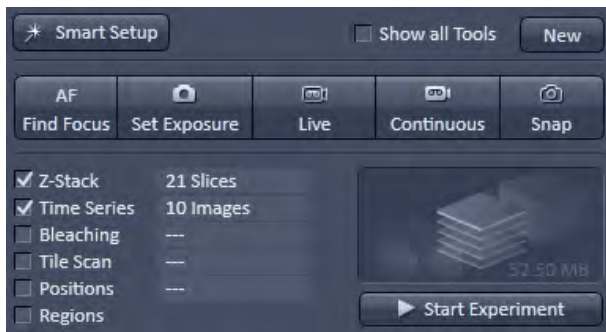 Smart Setup Show all Tools New
AF
Find Focus Set Exposure Live Continuous Snap
Z-Stack 21 Slices
Time Series 10 Images
Bleaching ---
Tile Scan ---
Positions ---
Regions
52.50 MB
Start Experiment